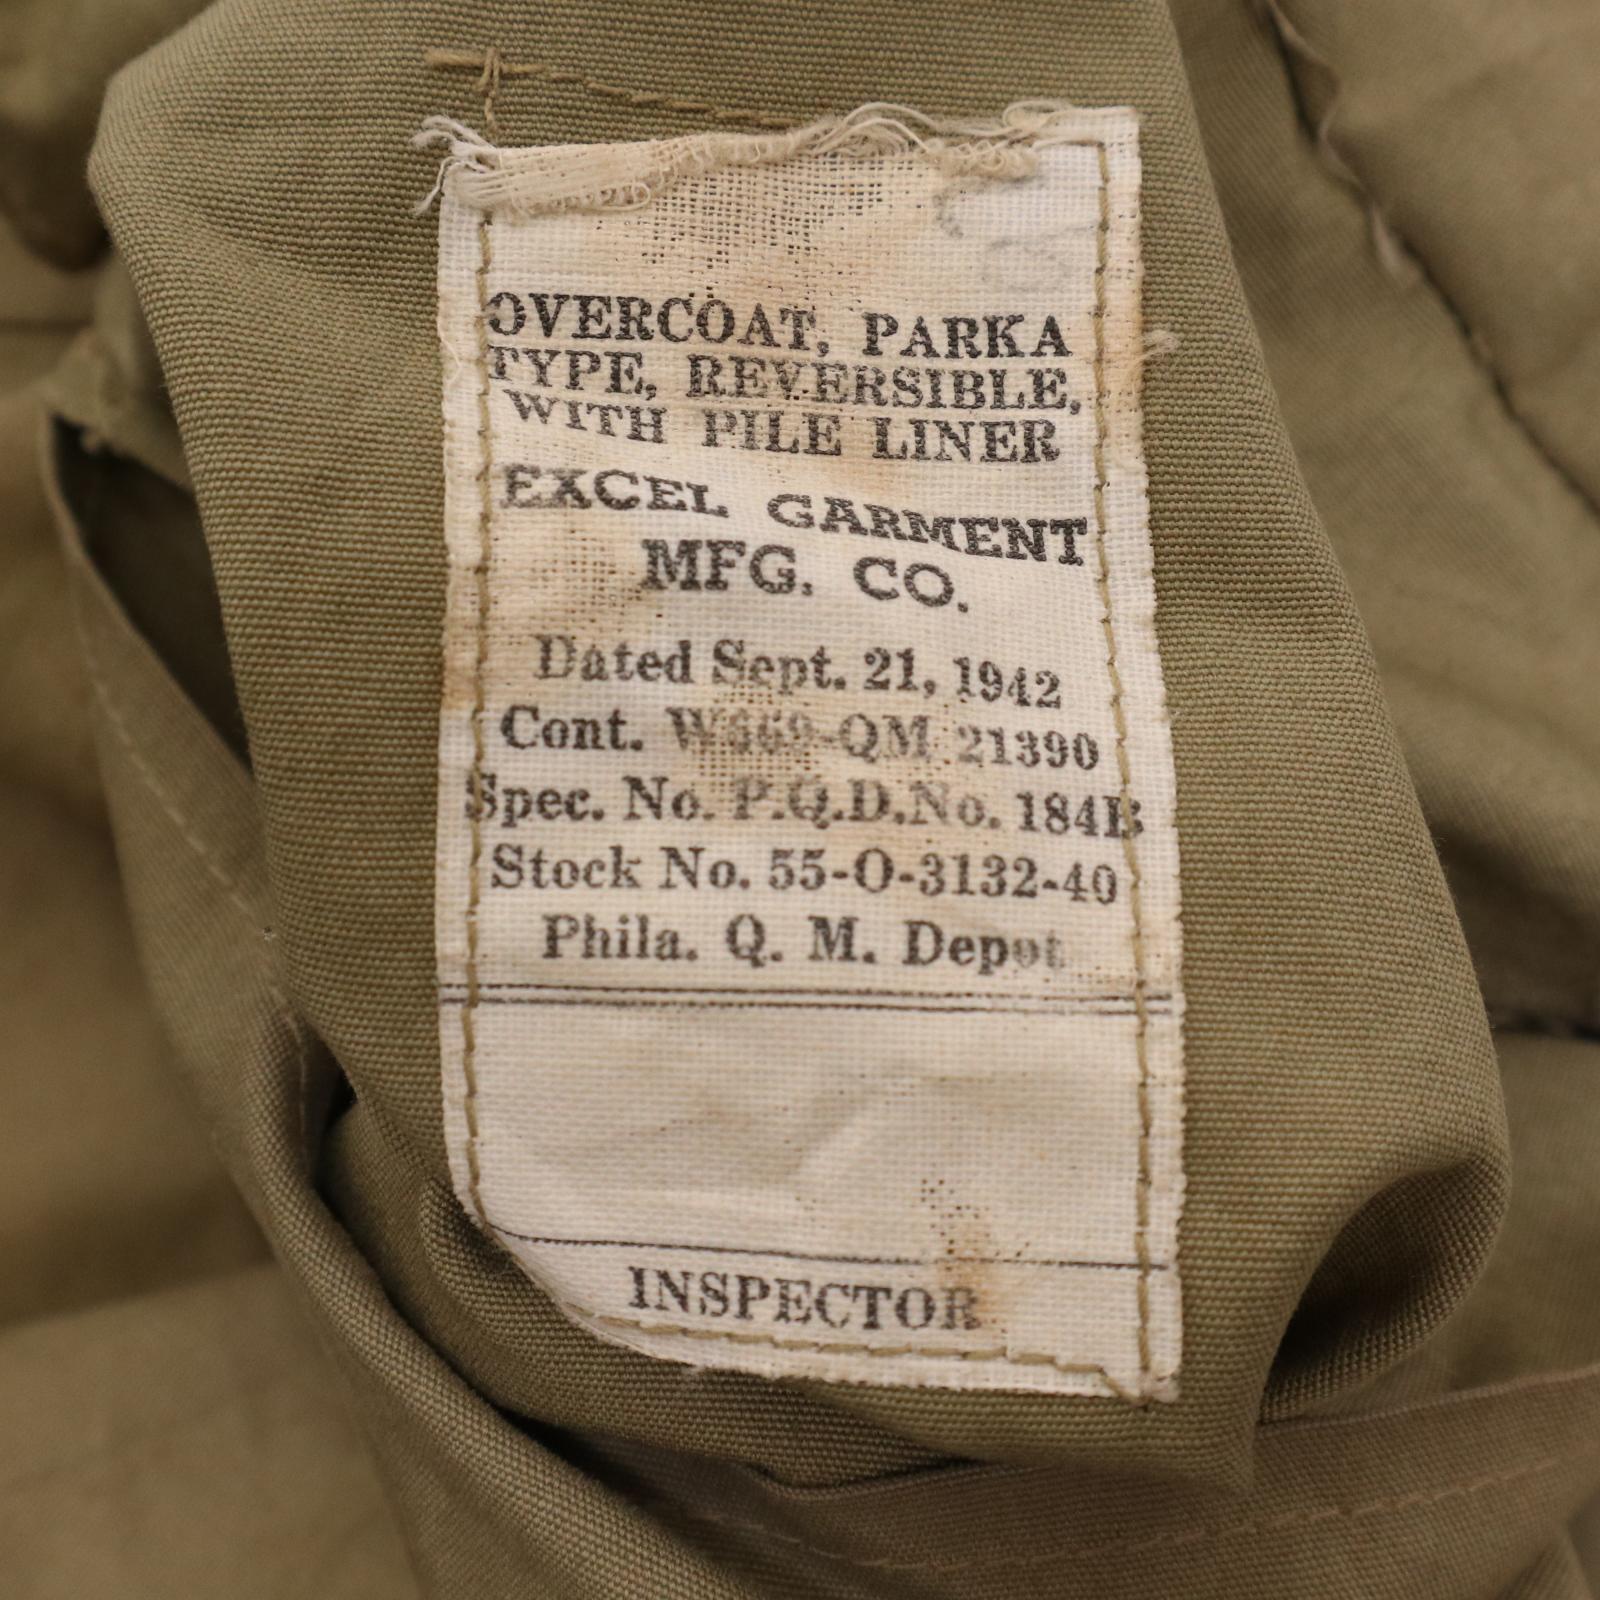 OVERCOAT, PARKA
TYPE, REVERSIBLE,
WITH PILE LINER
EXCEL GARMENT
MFG. CO.
Dated Sept. 21, 1942
Cont. W669-QM 21390
Spec. No. P.Q.D.No. 184B
Stock No. 55-O-3132-40
Phila. Q. M. Depot
INSPECTOR